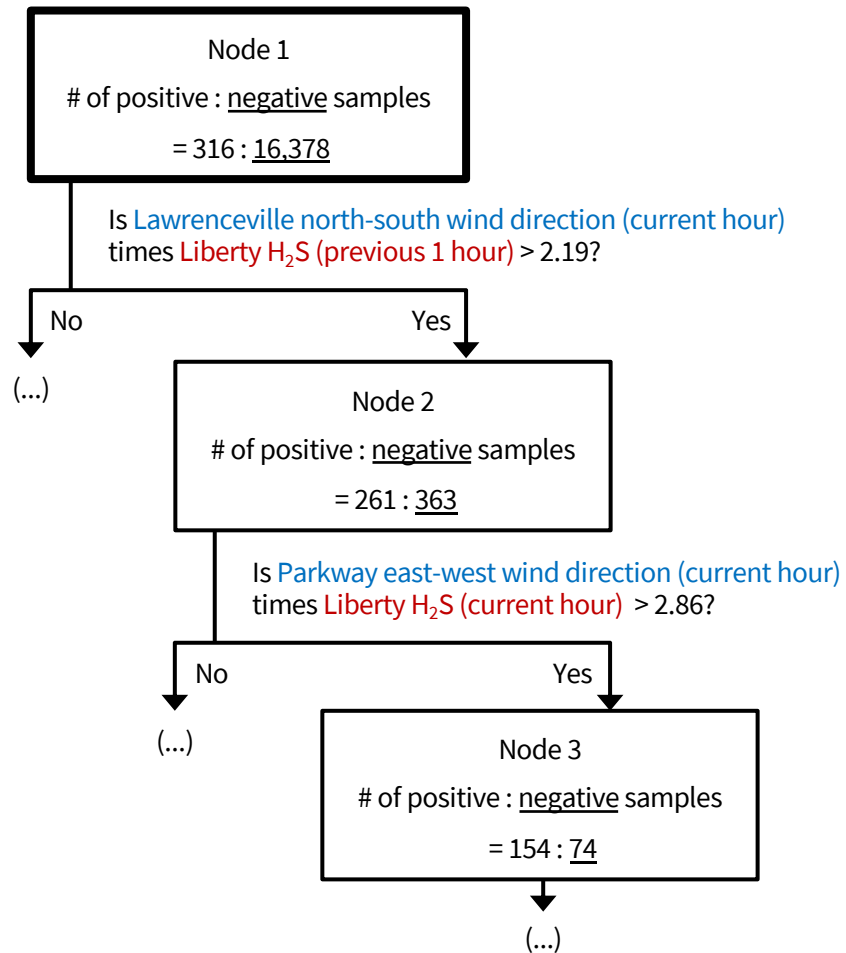 Node 1
# of positive : negative samples
= 316 : 16,378
Is Lawrenceville north-south wind direction (current hour)
times Liberty H₂S (previous 1 hour) > 2.19?
No
Yes
(...)
Node 2
# of positive : negative samples
= 261 : 363
Is Parkway east-west wind direction (current hour)
times Liberty H₂S (current hour) > 2.86?
No
Yes
(...)
Node 3
# of positive : negative samples
= 154 : 74
(...)